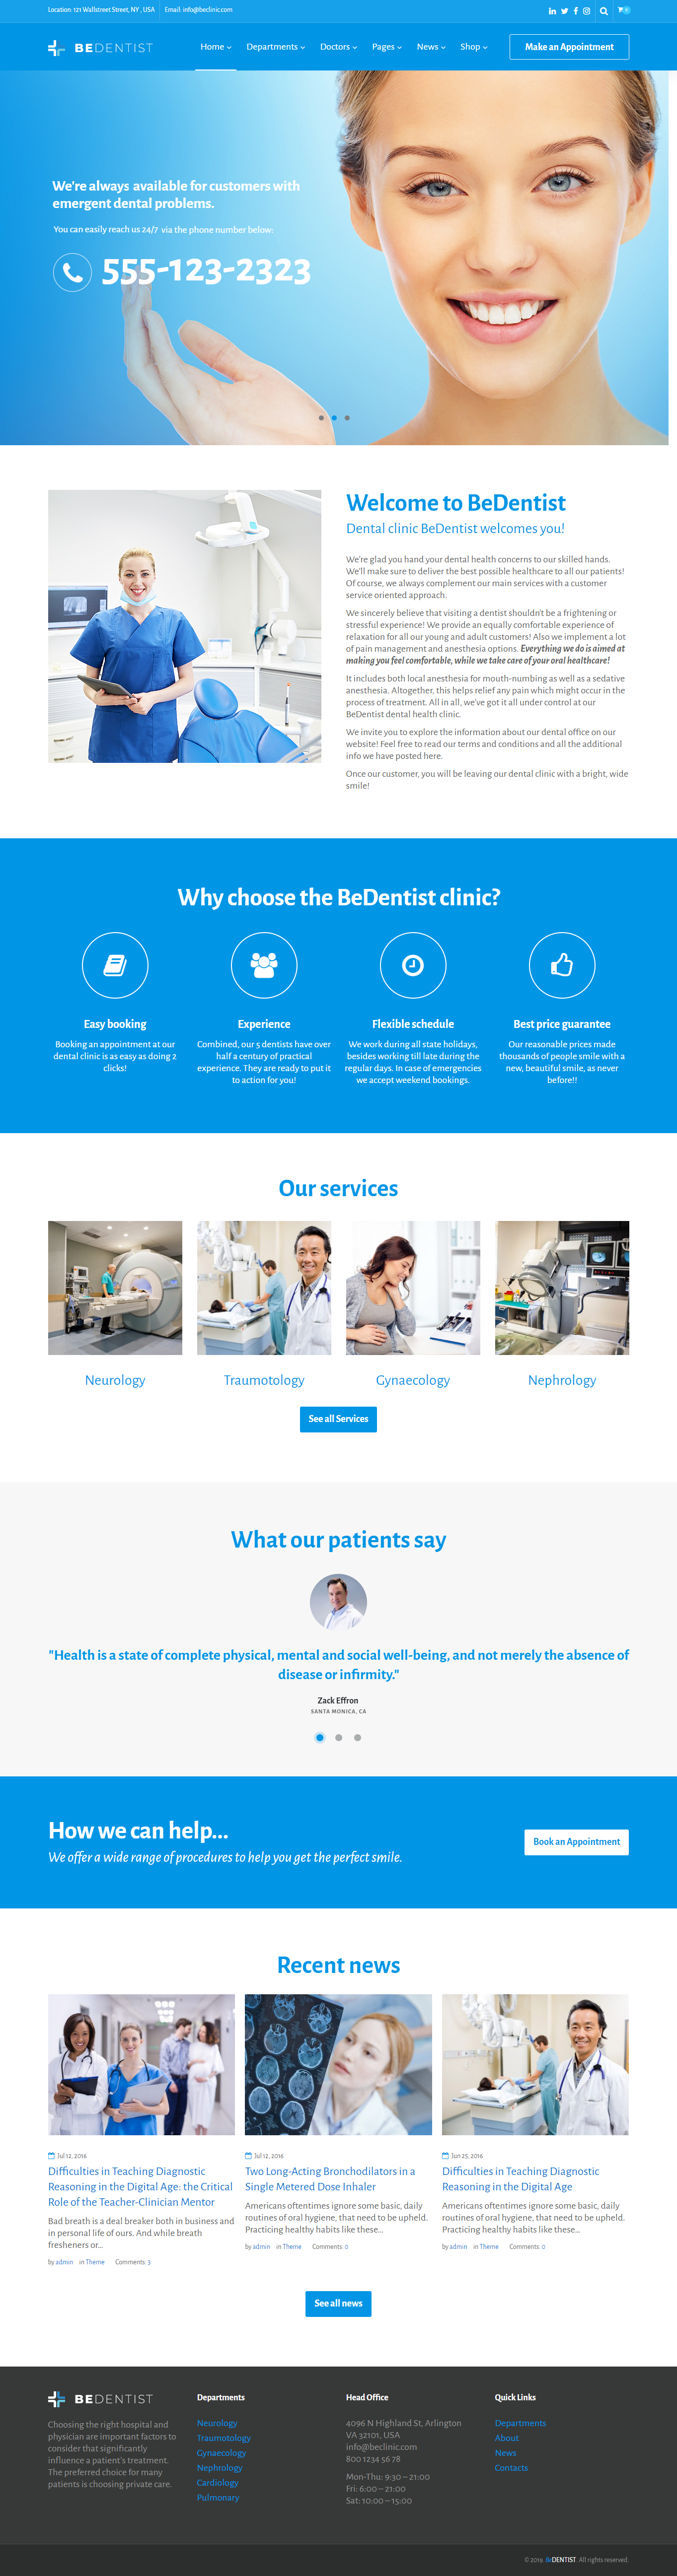 Location: 121 Wallstreet Street, NY , USA
Email: info@beclinic.com
0
BEDENTIST
Home
Departments
Doctors
Pages
News
Shop
Make an Appointment
We're always available for customers with
emergent dental problems.
You can easily reach us 24/7 via the phone number below:
555-123-2323
Welcome to BeDentist
Dental clinic BeDentist welcomes you!
We're glad you hand your dental health concerns to our skilled hands.
We'll make sure to deliver the best possible healthcare to all our patients!
Of course, we always complement our main services with a customer
service oriented approach.
We sincerely believe that visiting a dentist shouldn't be a frightening or
stressful experience! We provide an equally comfortable experience of
relaxation for all our young and adult customers! Also we implement a lot
of pain management and anesthesia options. Everything we do is aimed at
making you feel comfortable, while we take care of your oral healthcare!
It includes both local anesthesia for mouth-numbing as well as a sedative
anesthesia. Altogether, this helps relief any pain which might occur in the
process of treatment. All in all, we've got it all under control at our
BeDentist dental health clinic.
We invite you to explore the information about our dental office on our
website! Feel free to read our terms and conditions and all the additional
info we have posted here.
Once our customer, you will be leaving our dental clinic with a bright, wide
smile!
Why choose the BeDentist clinic?
Easy booking
Booking an appointment at our
dental clinic is as easy as doing 2
clicks!
Experience
Combined, our 5 dentists have over
half a century of practical
experience. They are ready to put it
to action for you!
Flexible schedule
We work during all state holidays,
besides working till late during the
regular days. In case of emergencies
we accept weekend bookings.
Best price guarantee
Our reasonable prices made
thousands of people smile with a
new, beautiful smile, as never
before!!
Our services
Neurology
Traumotology
Gynaecology
Nephrology
See all Services
What our patients say
"Health is a state of complete physical, mental and social well-being, and not merely the absence of
disease or infirmity."
Zack Effron
SANTA MONICA, CA
How we can help...
We offer a wide range of procedures to help you get the perfect smile.
Book an Appointment
Recent news
Jul 12, 2016
Difficulties in Teaching Diagnostic
Reasoning in the Digital Age: the Critical
Role of the Teacher-Clinician Mentor
Bad breath is a deal breaker both in business and
in personal life of ours. And while breath
fresheners or...
by admin in Theme Comments: 3
Jul 12, 2016
Two Long-Acting Bronchodilators in a
Single Metered Dose Inhaler
Americans oftentimes ignore some basic, daily
routines of oral hygiene, that need to be upheld.
Practicing healthy habits like these...
by admin in Theme Comments: 0
Jun 25, 2016
Difficulties in Teaching Diagnostic
Reasoning in the Digital Age
Americans oftentimes ignore some basic, daily
routines of oral hygiene, that need to be upheld.
Practicing healthy habits like these...
by admin in Theme Comments: 0
See all news
BEDENTIST
Choosing the right hospital and
physician are important factors to
consider that significantly
influence a patient's treatment.
The preferred choice for many
patients is choosing private care.
Departments
Neurology
Traumotology
Gynaecology
Nephrology
Cardiology
Pulmonary
Head Office
4096 N Highland St, Arlington
VA 32101, USA
info@beclinic.com
800 1234 56 78
Mon-Thu: 9:30 – 21:00
Fri: 6:00 – 21:00
Sat: 10:00 – 15:00
Quick Links
Departments
About
News
Contacts
© 2019. BeDENTIST. All rights reserved.